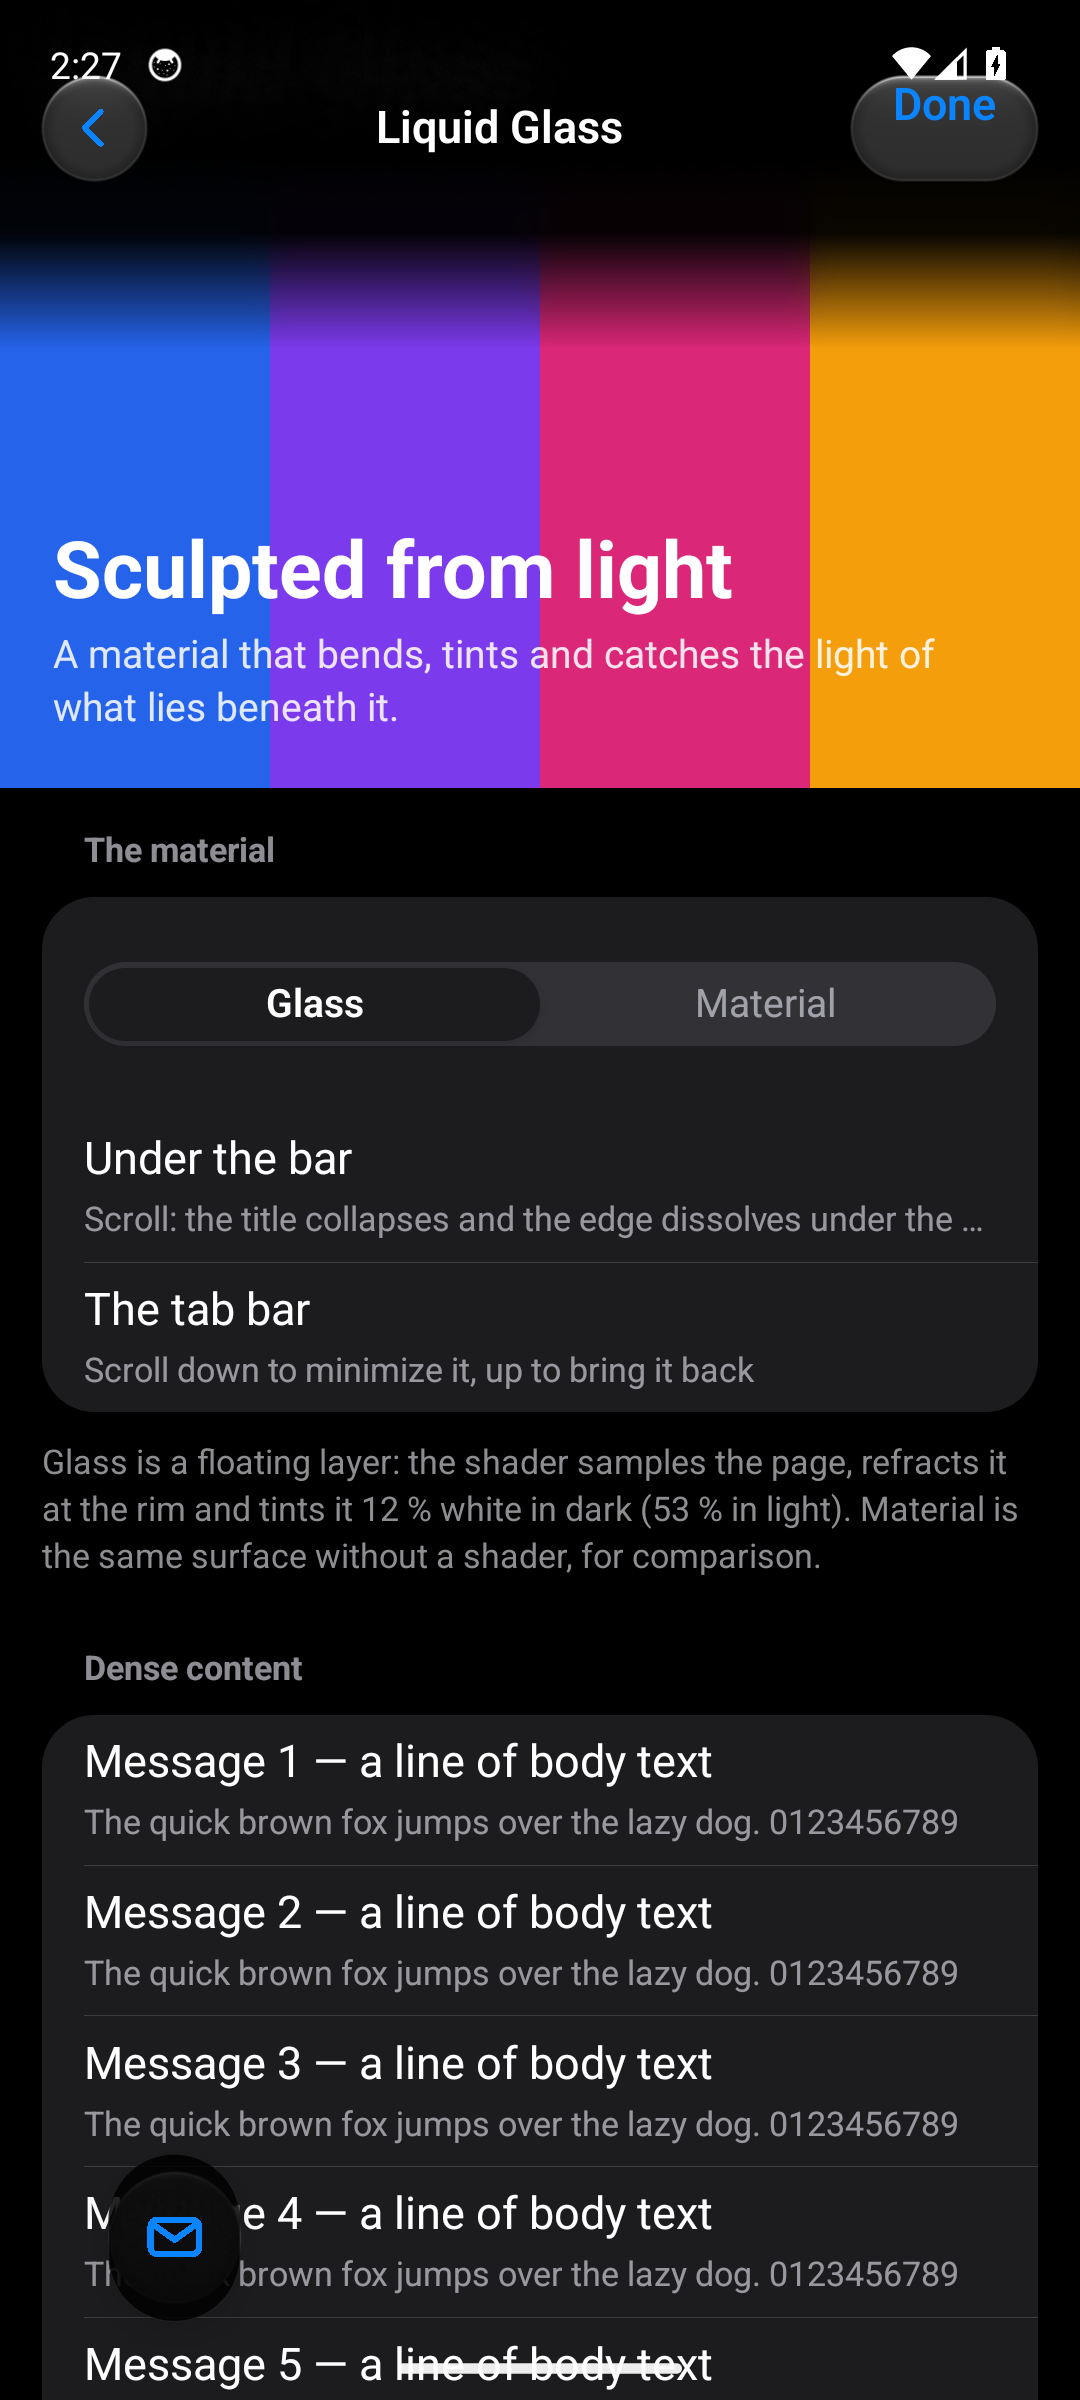 2:27
Liquid Glass
Done
Sculpted from light
A material that bends, tints and catches the light of
what lies beneath it.
The material
Glass
Material
Under the bar
Scroll: the title collapses and the edge dissolves under the …
The tab bar
Scroll down to minimize it, up to bring it back
Glass is a floating layer: the shader samples the page, refracts it
at the rim and tints it 12 % white in dark (53 % in light). Material is
the same surface without a shader, for comparison.
Dense content
Message 1 — a line of body text
The quick brown fox jumps over the lazy dog. 0123456789
Message 2 — a line of body text
The quick brown fox jumps over the lazy dog. 0123456789
Message 3 — a line of body text
The quick brown fox jumps over the lazy dog. 0123456789
4 — a line of body text
brown fox jumps over the lazy dog. 0123456789
Message 5 — a line of body text